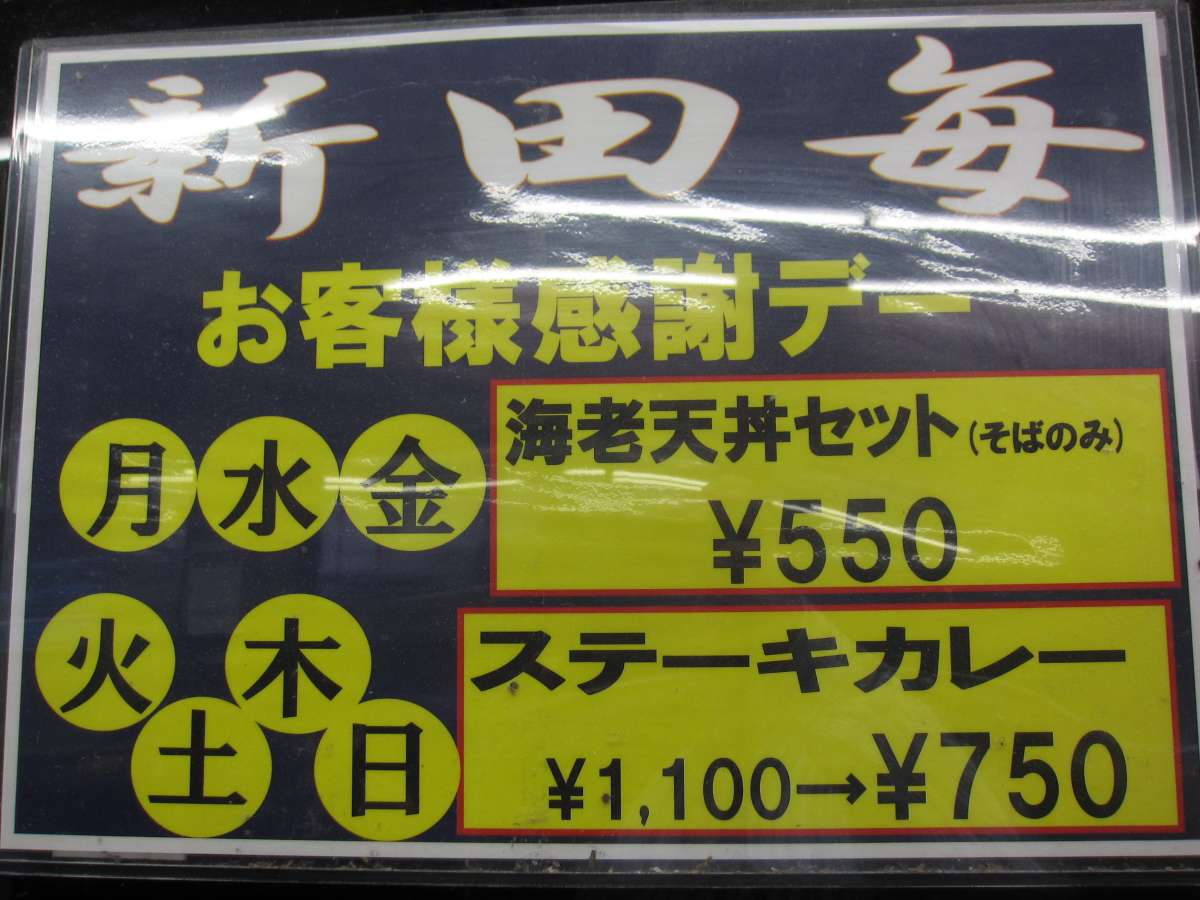 新田毎
お客様感謝デー
月水金
海老天丼セット(そばのみ)
¥550
火木土日
ステーキカレー
¥1,100→¥750